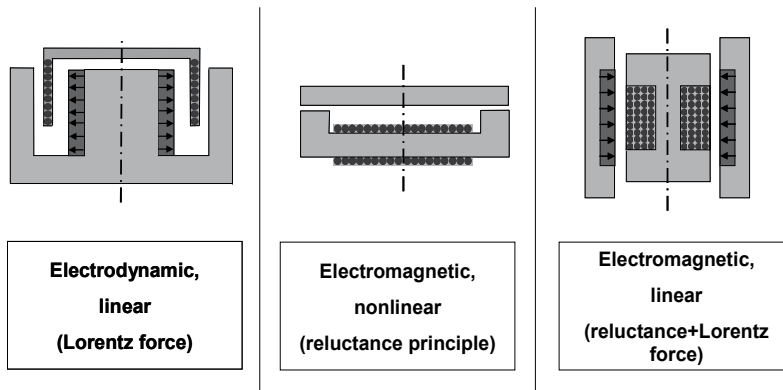 Electrodynamic,
linear
(Lorentz force)
Electromagnetic,
nonlinear
(reluctance principle)
Electromagnetic,
linear
(reluctance+Lorentz
force)